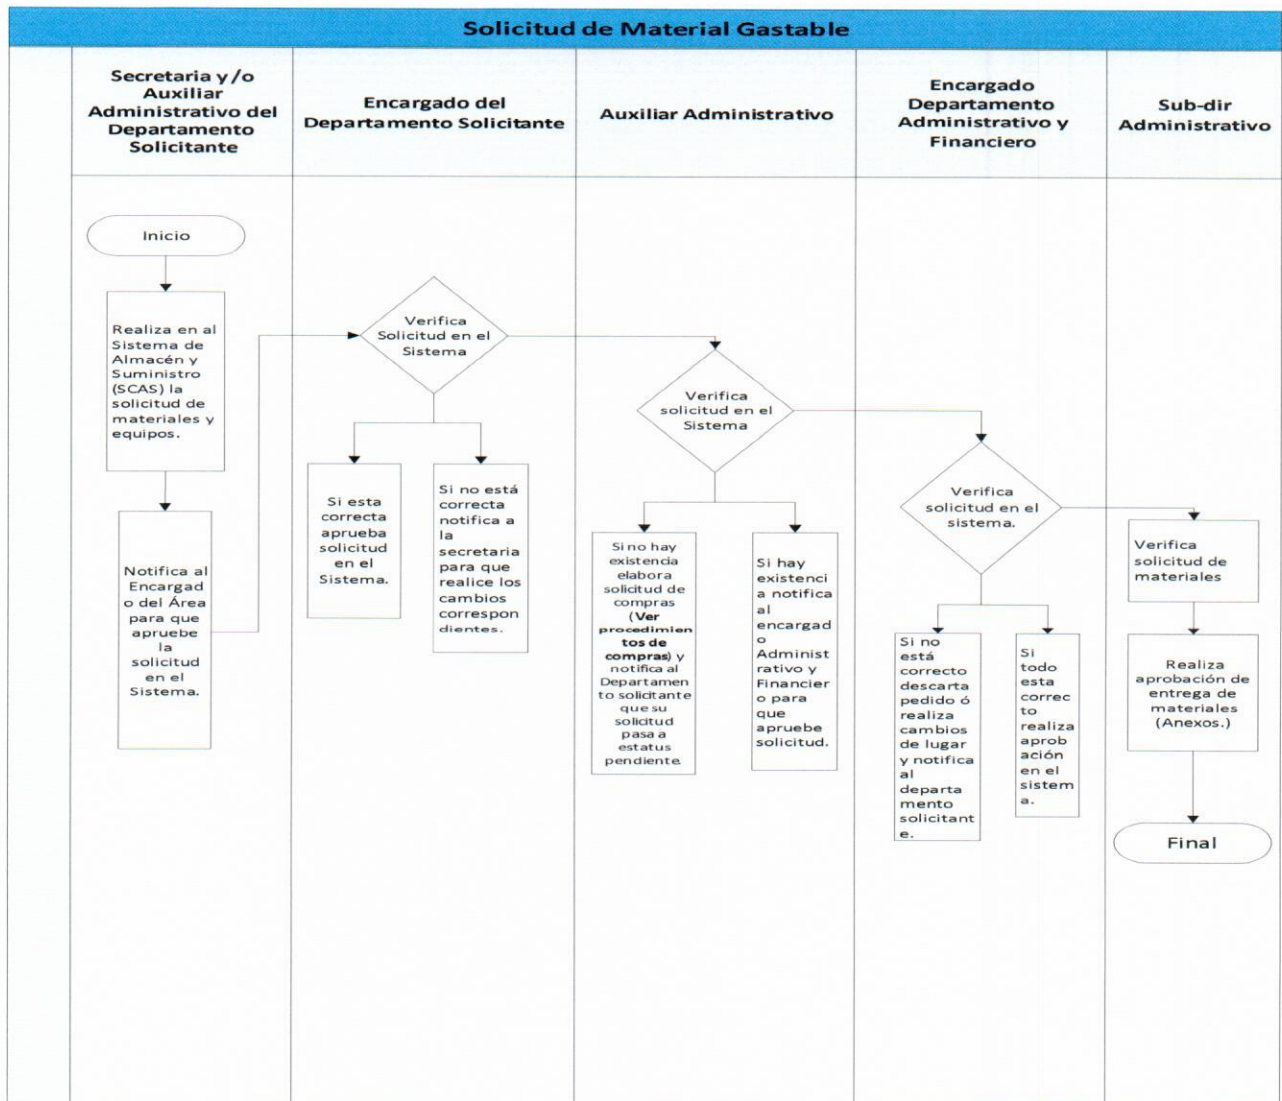 Solicitud de Material Gastable
Secretaria y/o
Auxiliar
Administrativo del
Departamento
Solicitante
Encargado del
Departamento Solicitante
Auxiliar Administrativo
Encargado
Departamento
Administrativo y
Financiero
Sub-dir
Administrativo
Inicio
Realiza en al
Sistema de
Almacén y
Suministro
(SCAS) la
solicitud de
materiales y
equipos.
Notifica al
Encargad
o del Área
para que
apruebe
la
solicitud
en el
Sistema.
Verifica
Solicitud en el
Sistema
Si esta
correcta
aprueba
solicitud
en el
Sistema.
Si no está
correcta
notifica a
la
secretaria
para que
realice los
cambios
correspon
dientes.
Verifica
solicitud en el
Sistema
Si no hay
existencia
elabora
solicitud de
compras
(Ver
procedimien
tos de
compras) y
notifica al
Departamen
to solicitante
que su
solicitud
pasa a
estatus
pendiente.
Si hay
existenci
a notifica
al
encargad
o
Administ
rativo y
Financier
o para
que
apruebe
solicitud.
Verifica
solicitud en el
sistema.
Si no
está
correcto
descarta
pedido ó
realiza
cambios
de lugar
y notifica
al
departa
mento
solicitant
e.
Si
todo
esta
correc
to
realiza
aprob
ación
en el
sistem
a.
Verifica
solicitud de
materiales
Realiza
aprobación de
entrega de
materiales
(Anexos.)
Final